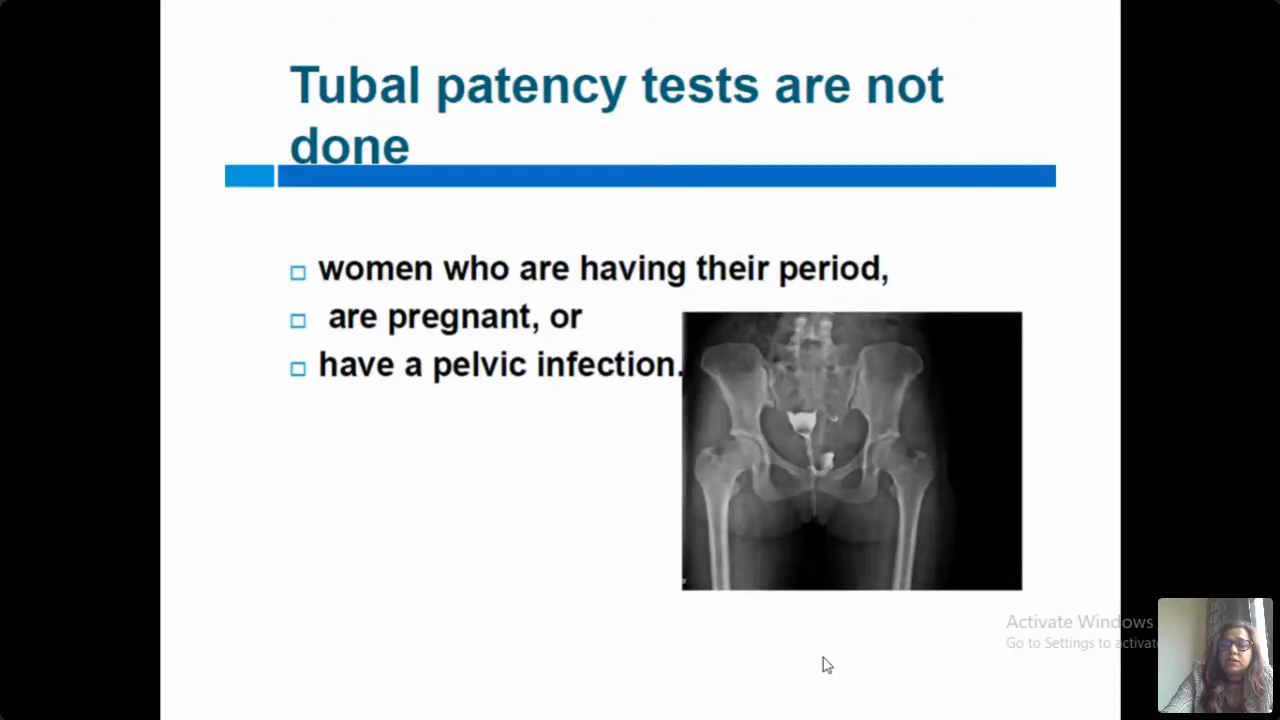 Tubal patency tests are not
done
women who are having their period,
are pregnant, or
have a pelvic infection.
Activate Windows
Go to Settings to activate